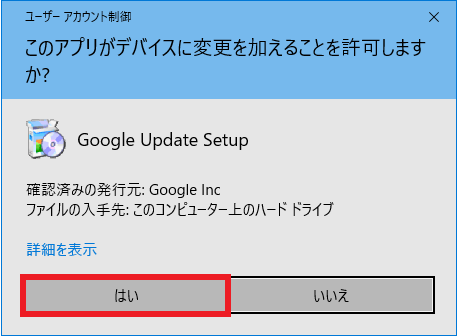 ユーザー アカウント制御
このアプリがデバイスに変更を加えることを許可します
か?
Google Update Setup
確認済みの発行元: Google Inc
ファイルの入手先: このコンピューター上のハード ドライブ
詳細を表示
はい
いいえ